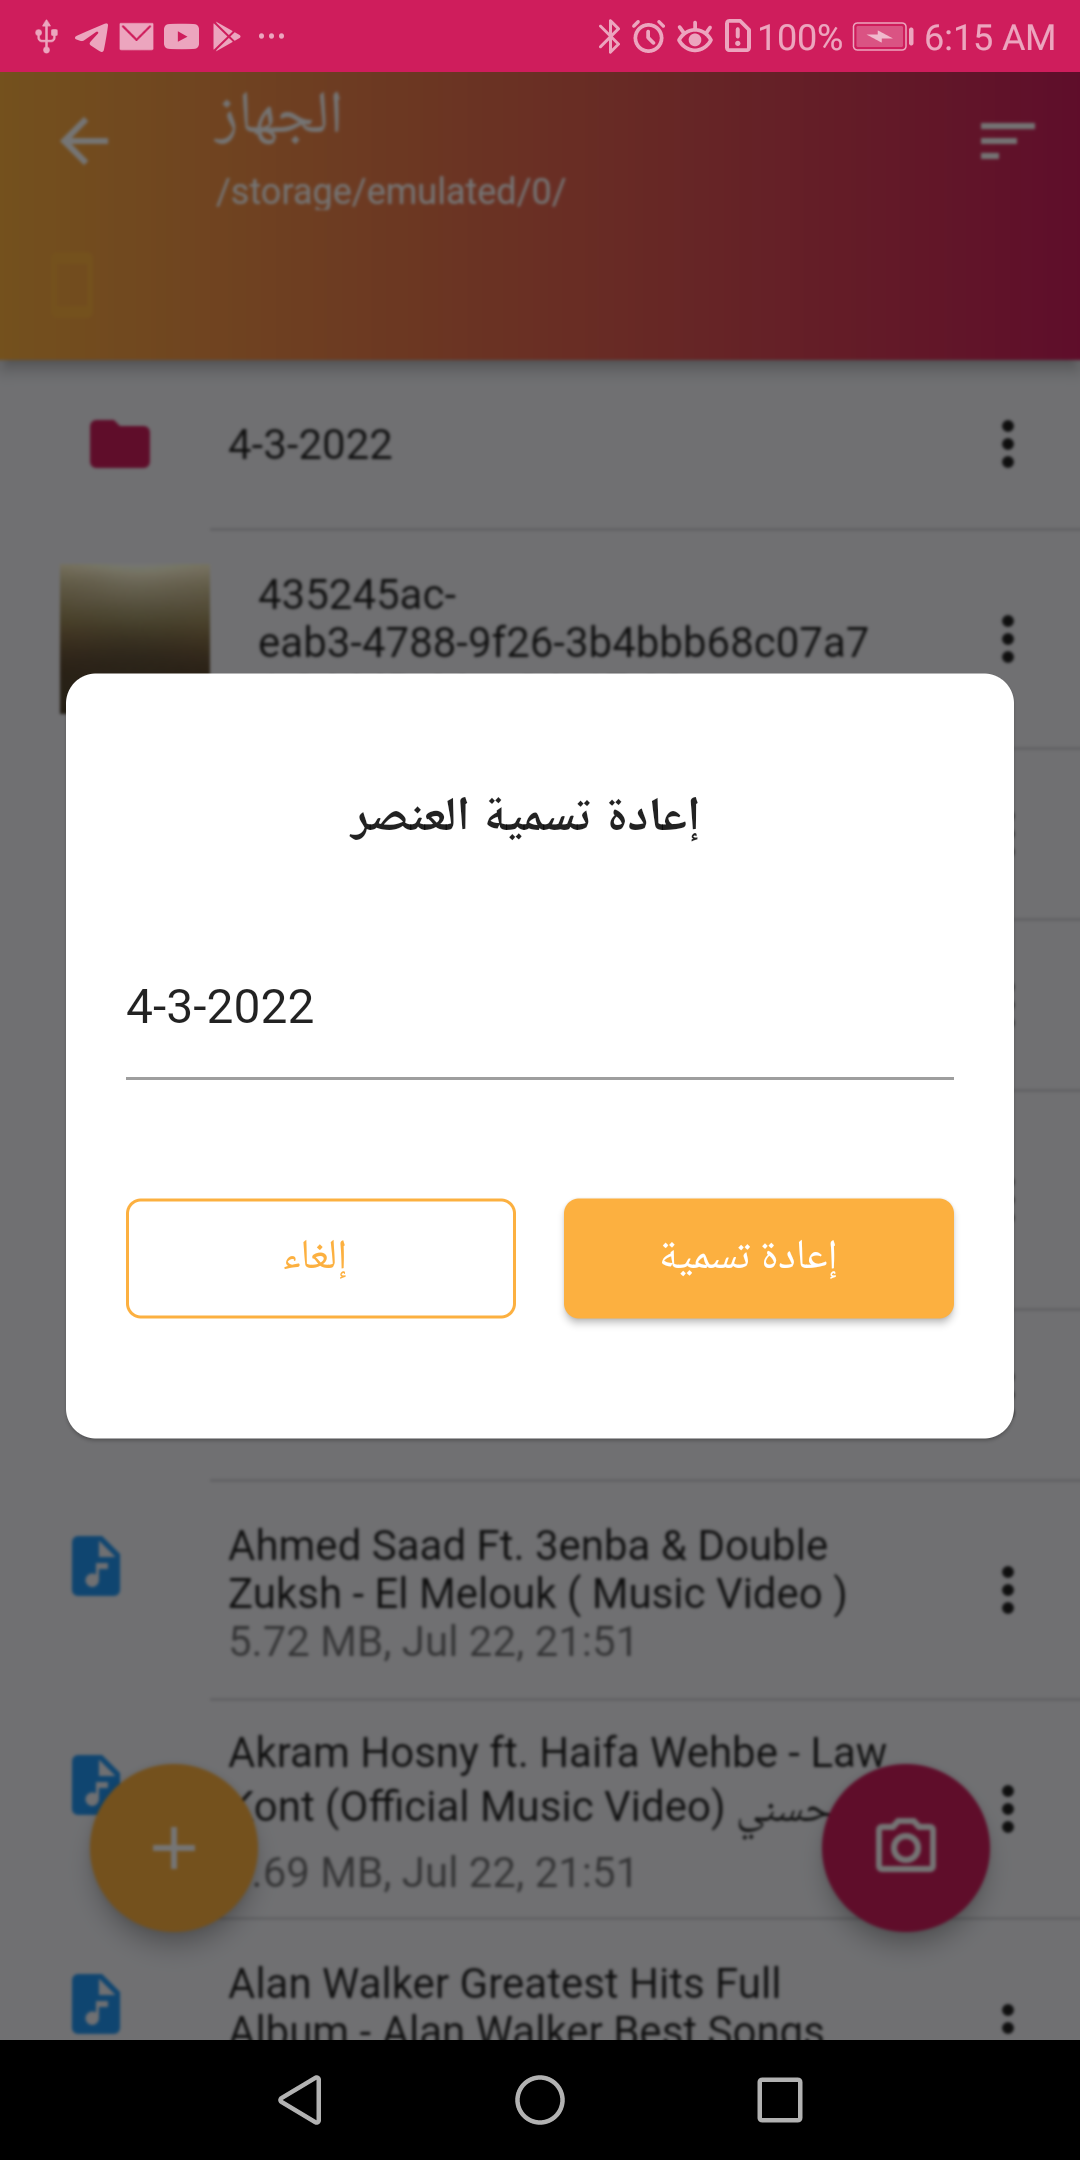 100% 6:15 AM
الجهاز
/storage/emulated/0/
4-3-2022
435245ac-
eab3-4788-9f26-3b4bbb68c07a7
إعادة تسمية العنصر
4-3-2022
إلغاء
إعادة تسمية
Ahmed Saad Ft. 3enba & Double
Zuksh - El Melouk ( Music Video )
5.72 MB, Jul 22, 21:51
Akram Hosny ft. Haifa Wehbe - Law
Kont (Official Music Video) حسني
.69 MB, Jul 22, 21:51
Alan Walker Greatest Hits Full
Album - Alan Walker Best Songs